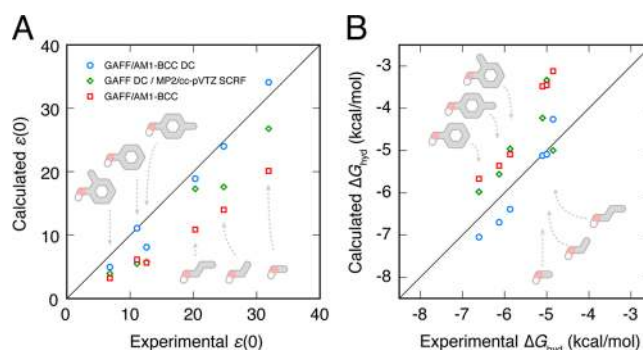 A
GAFF/AM1-BCC DC
GAFF DC / MP2/cc-pVTZ SCRF
GAFF/AM1-BCC
Calculated ε(0)
40
30
20
10
0
0 10 20 30 40
Experimental ε(0)
B
Calculated ΔGhyd (kcal/mol)
-3
-4
-5
-6
-7
-8
-8 -7 -6 -5 -4 -3
Experimental ΔGhyd (kcal/mol)